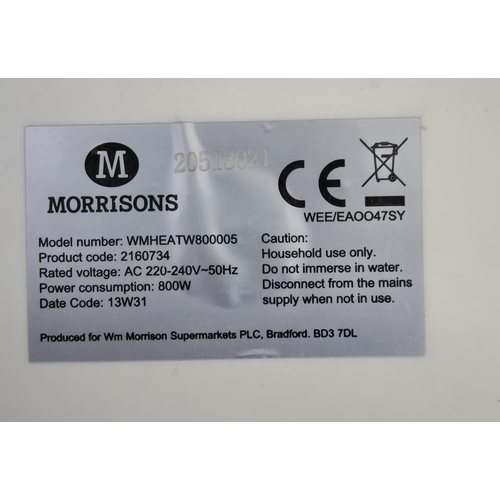 M
MORRISONS
20513021
CE
WEE/EAOO47SY
Model number: WMHEATW800005
Product code: 2160734
Rated voltage: AC 220-240V~50Hz
Power consumption: 800W
Date Code: 13W31
Caution:
Household use only.
Do not immerse in water.
Disconnect from the mains
supply when not in use.
Produced for Wm Morrison Supermarkets PLC, Bradford. BD3 7DL